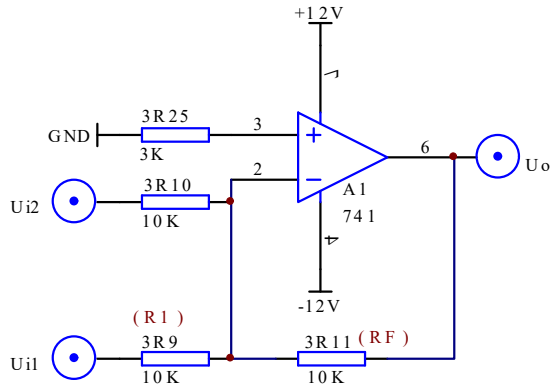 +12V
7
3R25
3
GND
3K
6
2
Uo
3R10
A1
Ui2
741
10K
4
-12V
(R1)
3R11
(RF)
3R9
Ui1
10K
10K